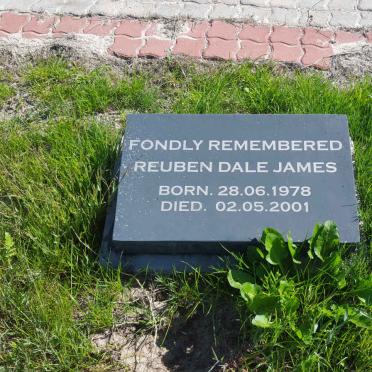 FONDLY REMEMBERED
REUBEN DALE JAMES
BORN. 28.06.1978
DIED. 02.05.2001